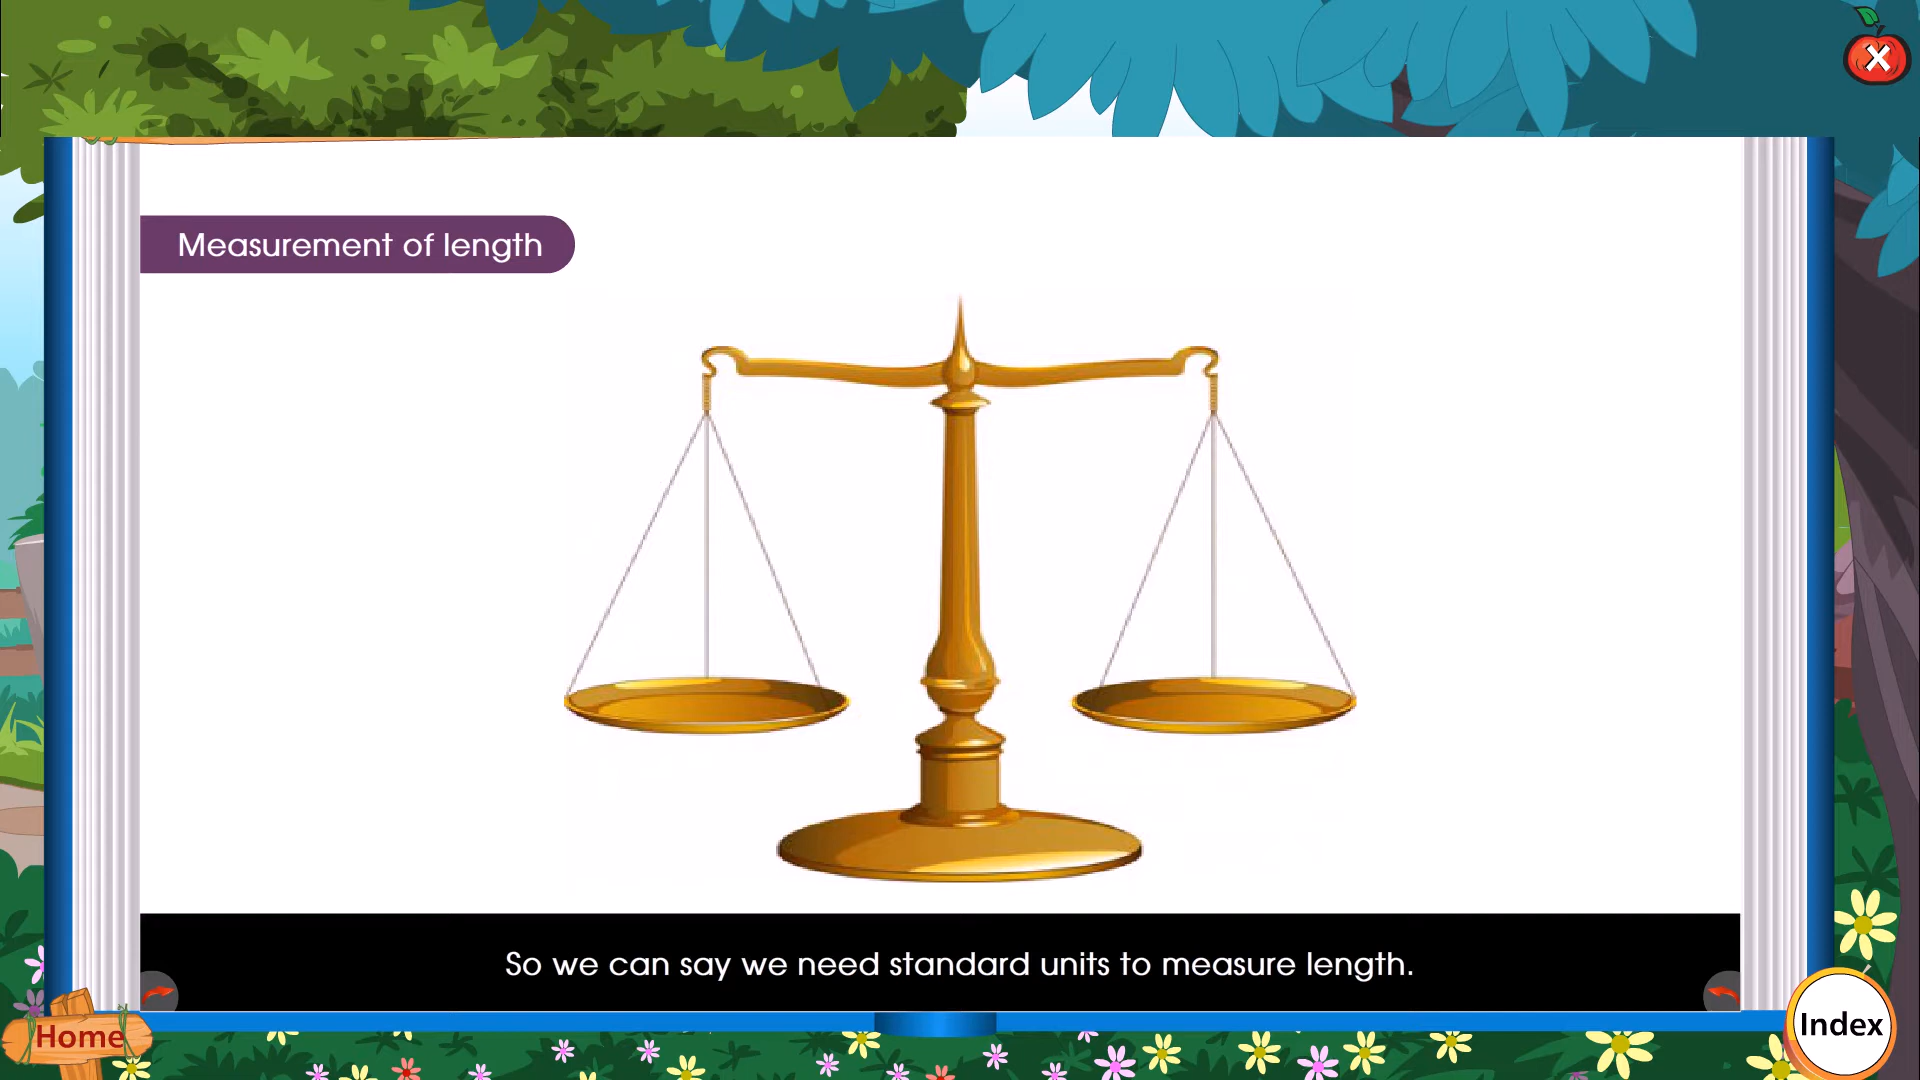 Measurement of length
So we can say we need standard units to measure length.
Home
Index